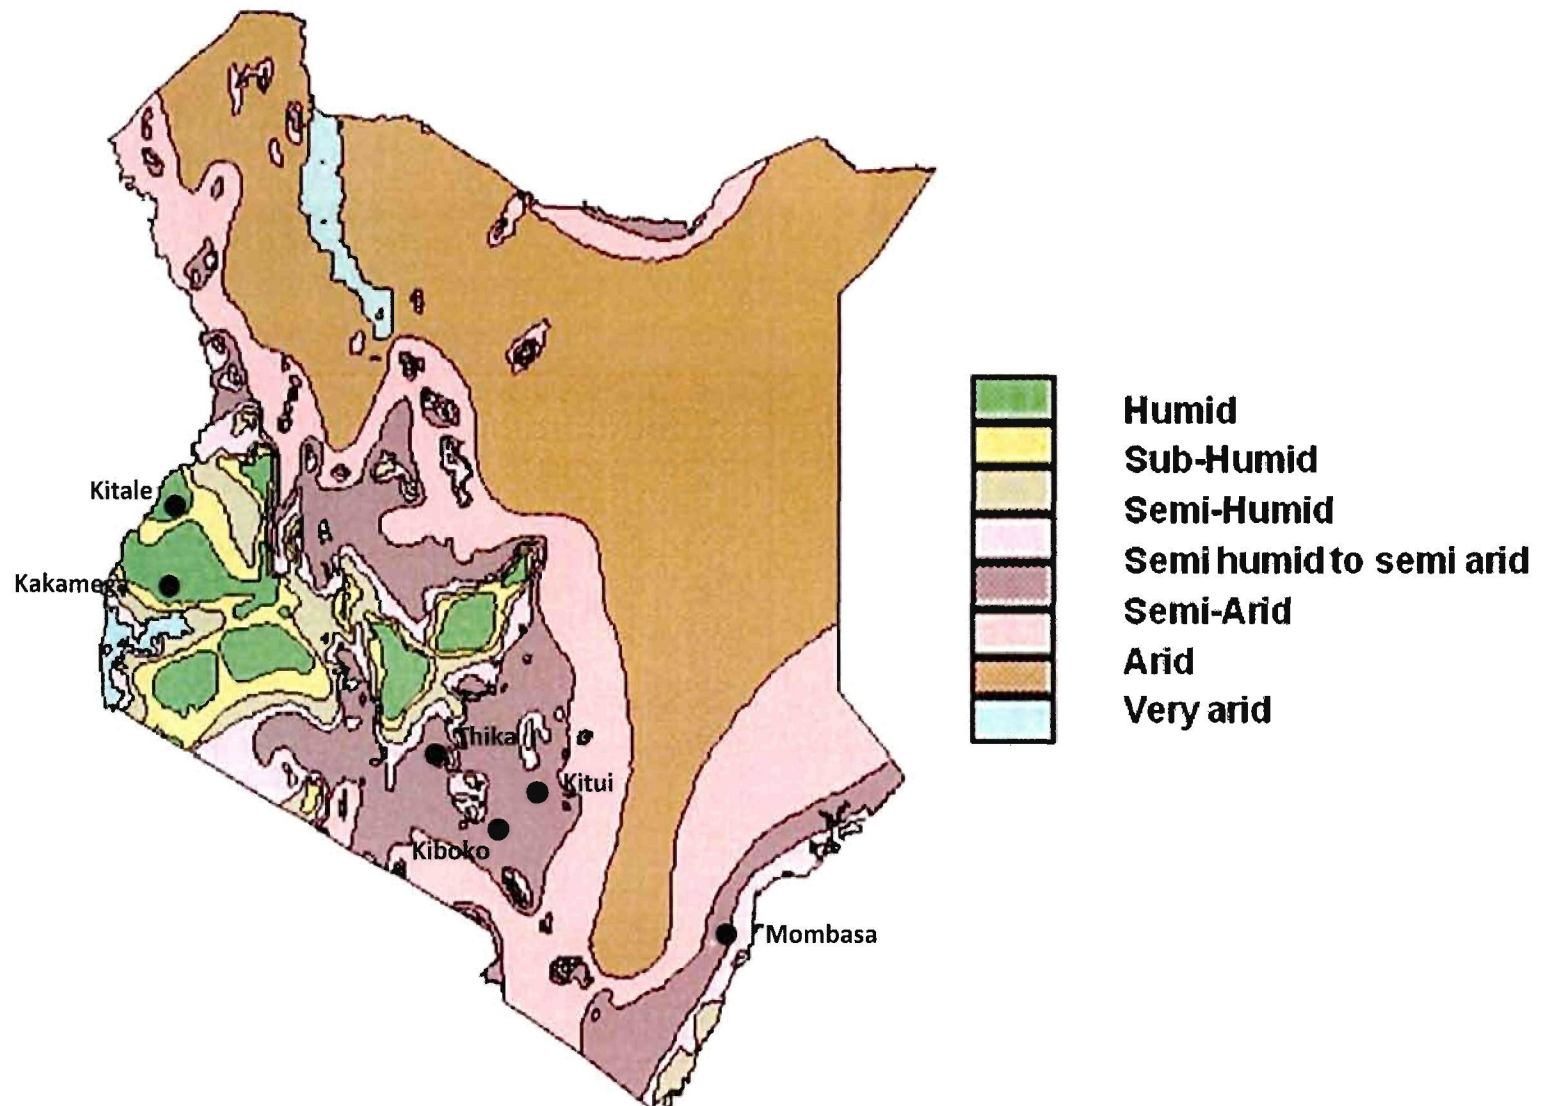 Humid
Sub-Humid
Semi-Humid
Semi humid to semi arid
Semi-Arid
Arid
Very arid
Kitale
Kakamega
Thika
Kitui
Kiboko
Mombasa